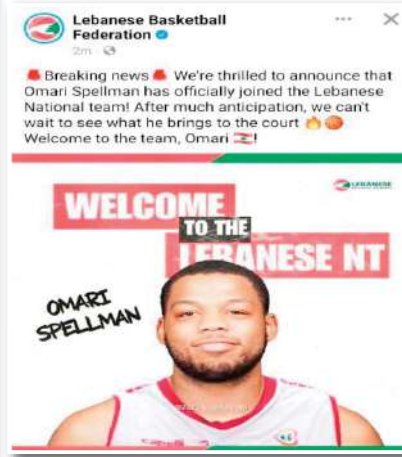 Lebanese Basketball
Federation
2m
Breaking news We're thrilled to announce that
Omari Spellman has officially joined the Lebanese
National team! After much anticipation, we can't
wait to see what he brings to the court
Welcome to the team, Omari !
LEBANESE
WELCOME
TO THE
LEBANESE NT
OMARI
SPELLMAN